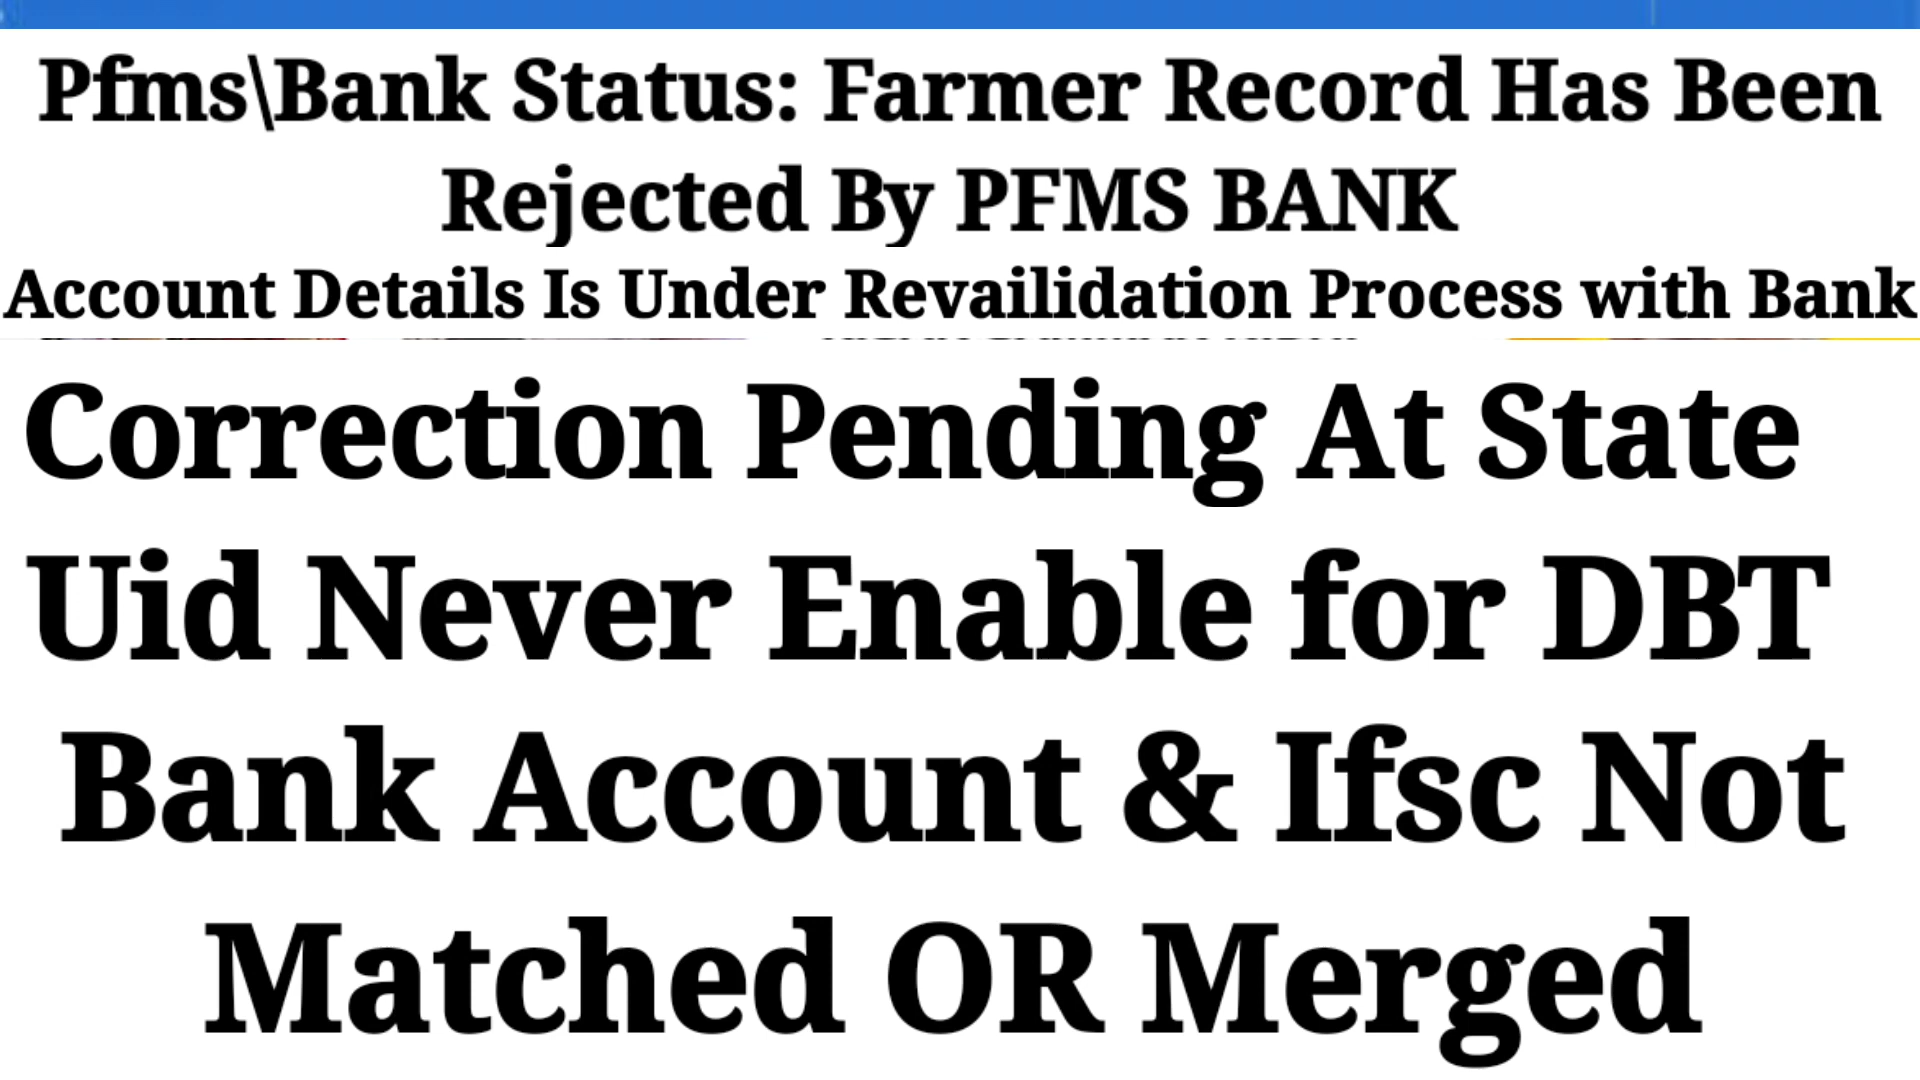 Pfms\Bank Status: Farmer Record Has Been
Rejected By PFMS BANK
Account Details Is Under Revailidation Process with Bank
Correction Pending At State
Uid Never Enable for DBT
Bank Account & Ifsc Not
Matched OR Merged